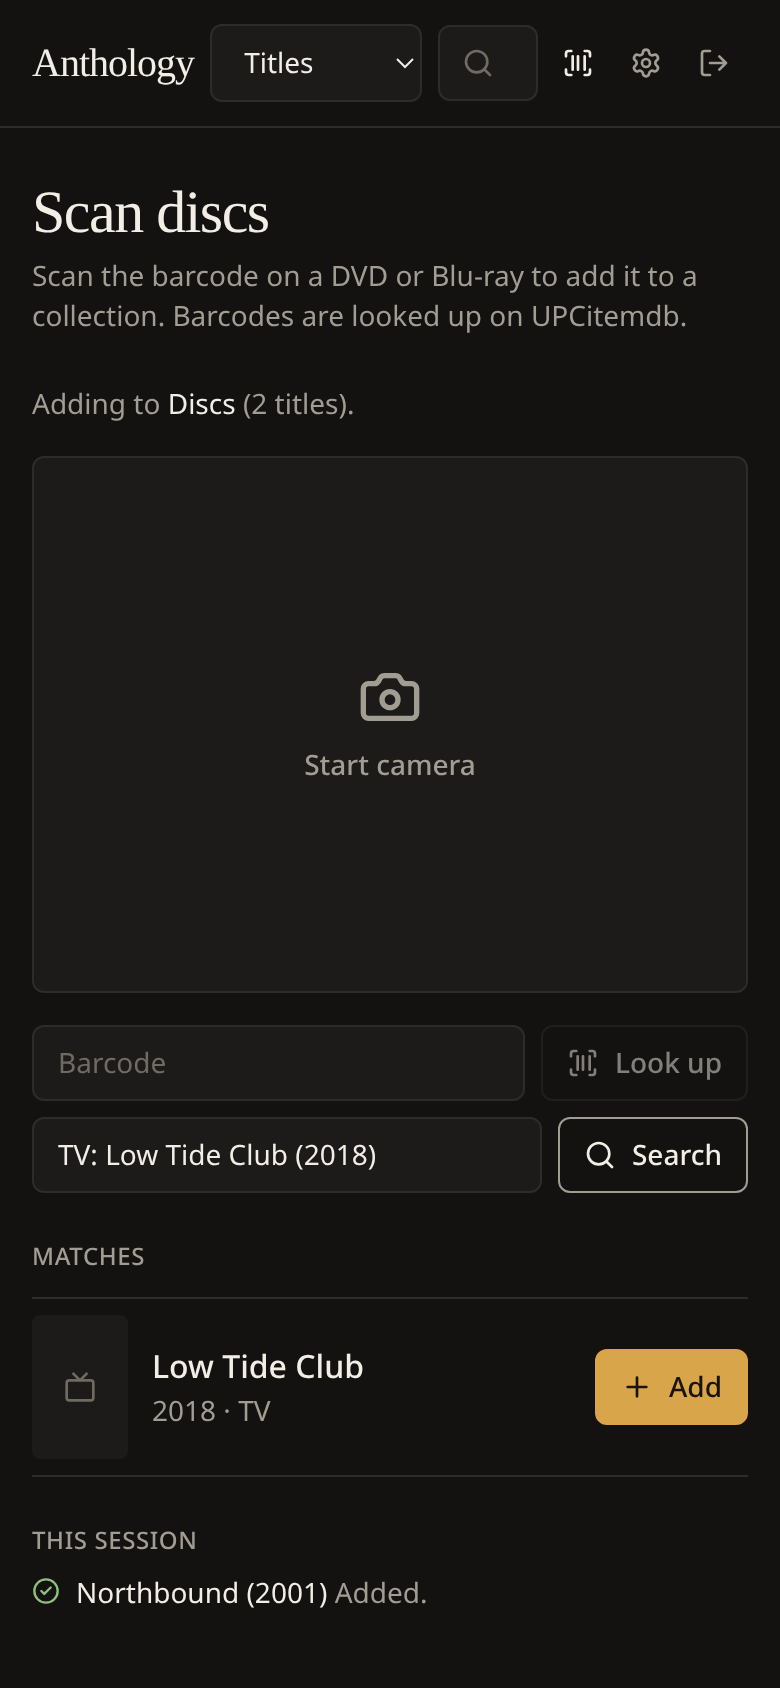 Anthology Titles
Scan discs
Scan the barcode on a DVD or Blu-ray to add it to a
collection. Barcodes are looked up on UPCitemdb.
Adding to Discs (2 titles).
Start camera
Barcode Look up
TV: Low Tide Club (2018) Search
MATCHES
Low Tide Club
2018 · TV
Add
THIS SESSION
Northbound (2001) Added.